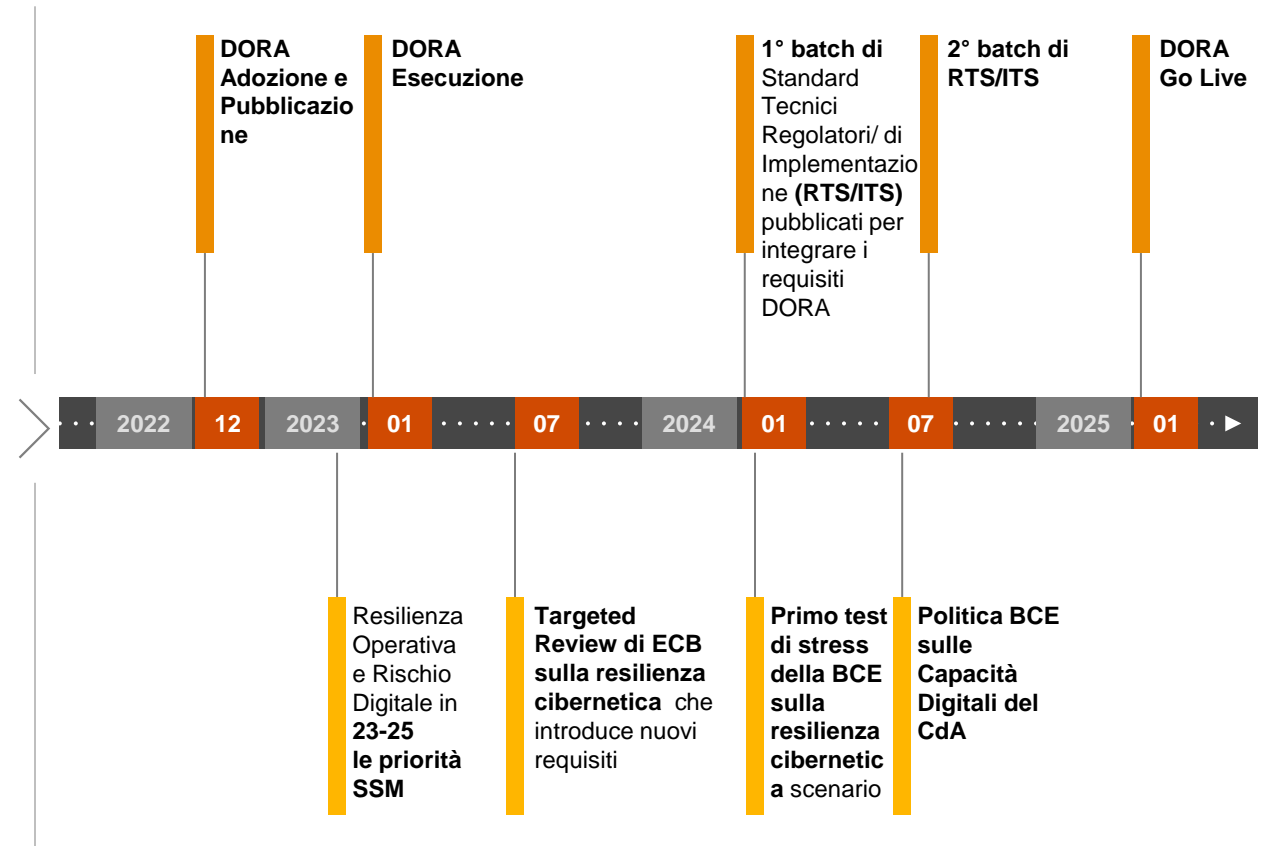 DORA
Adozione e
Pubblicazio
ne
DORA
Esecuzione
1° batch di
Standard
Tecnici
Regolatori/ di
Implementazio
ne (RTS/ITS)
pubblicati per
integrare i
requisiti
DORA
2° batch di
RTS/ITS
DORA
Go Live
2022 12 2023 01 07 2024 01 07 2025 01
Resilienza
Operativa
e Rischio
Digitale in
23-25
le priorità
SSM
Targeted
Review di ECB
sulla resilienza
cibernetica che
introduce nuovi
requisiti
Primo test
di stress
della BCE
sulla
resilienza
cibernetic
a scenario
Politica BCE
sulle
Capacità
Digitali del
CdA